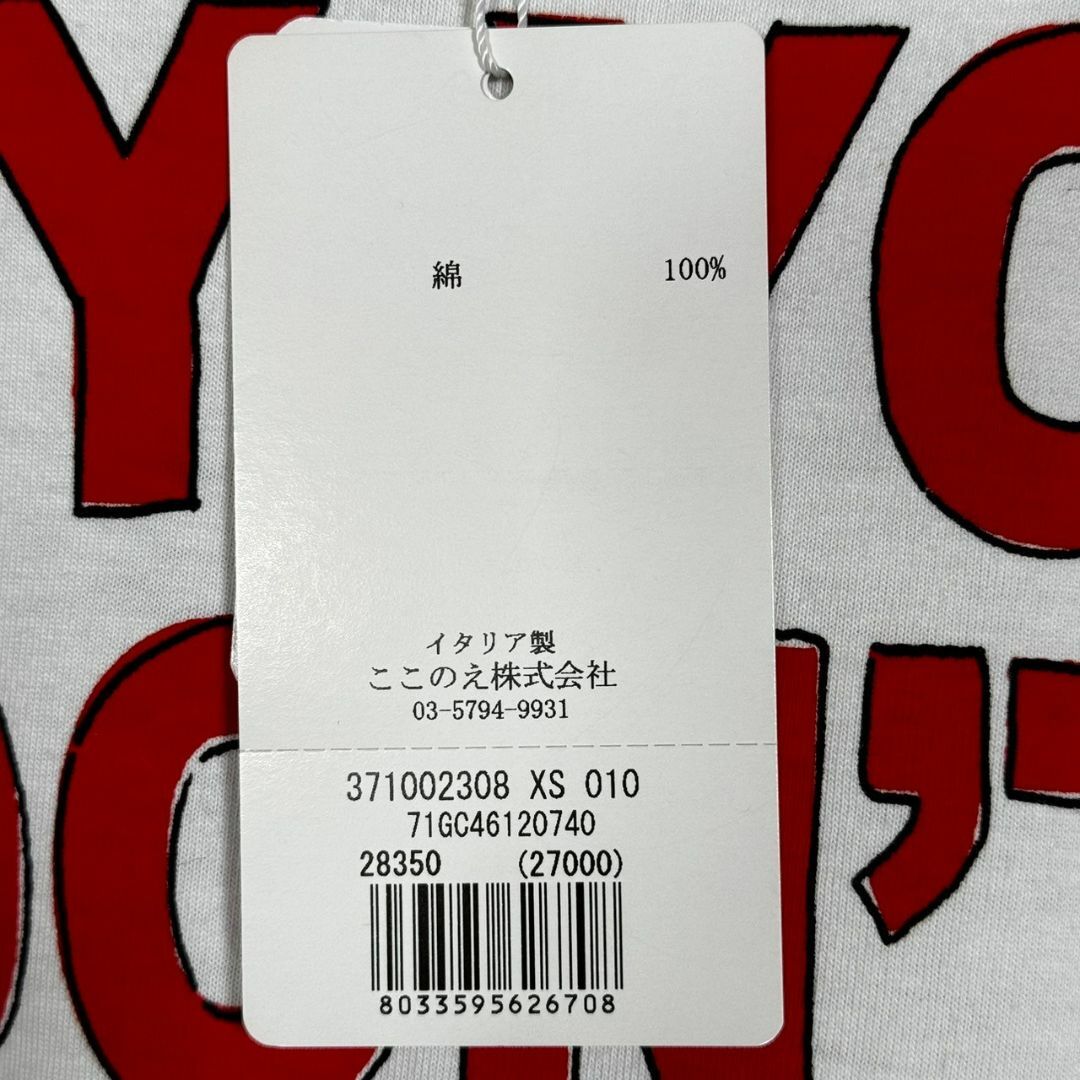 Y YO
綿 100%
イタリア製
ここのえ株式会社
03-5794-9931
371002308 XS 010
71GC46120740
28350 (27000)
8033595626708